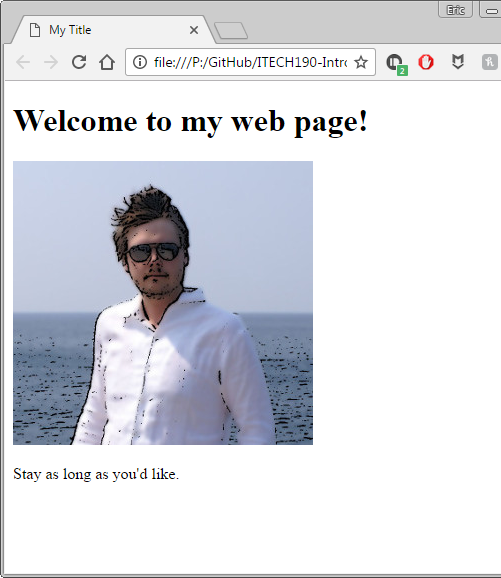 Eric
My Title
file:///P:/GitHub/ITECH190-Intro
2
Welcome to my web page!
Stay as long as you'd like.